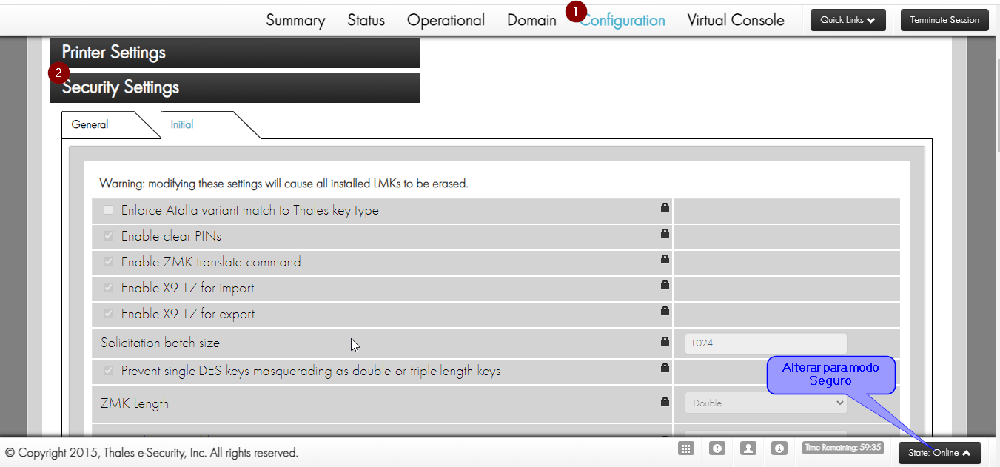 Summary Status Operational Domain 1 Configuration Virtual Console Quick Links Terminate Session
Printer Settings
2
Security Settings
General Initial
Warning: modifying these settings will cause all installed LMKs to be erased.
Enforce Atalla variant match to Thales key type
Enable clear PINs
Enable ZMK translate command
Enable X9.17 for import
Enable X9.17 for export
Solicitation batch size 1024
Prevent single-DES keys masquerading as double or triple-length keys
Alterar para modo
Seguro
ZMK Length Double
© Copyright 2015, Thales e-Security, Inc. All rights reserved. Time Remaining: 59:35 State: Online